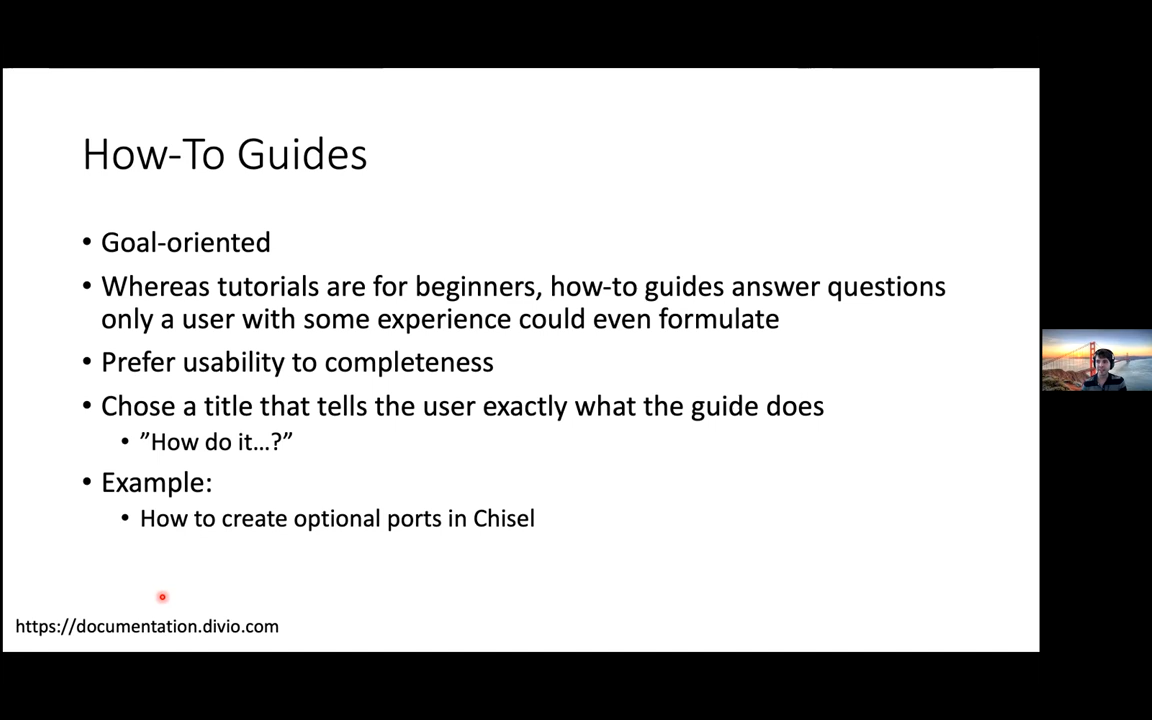 How-To Guides
• Goal-oriented
• Whereas tutorials are for beginners, how-to guides answer questions
only a user with some experience could even formulate
• Prefer usability to completeness
• Chose a title that tells the user exactly what the guide does
• ”How do it…?”
• Example:
• How to create optional ports in Chisel
https://documentation.divio.com